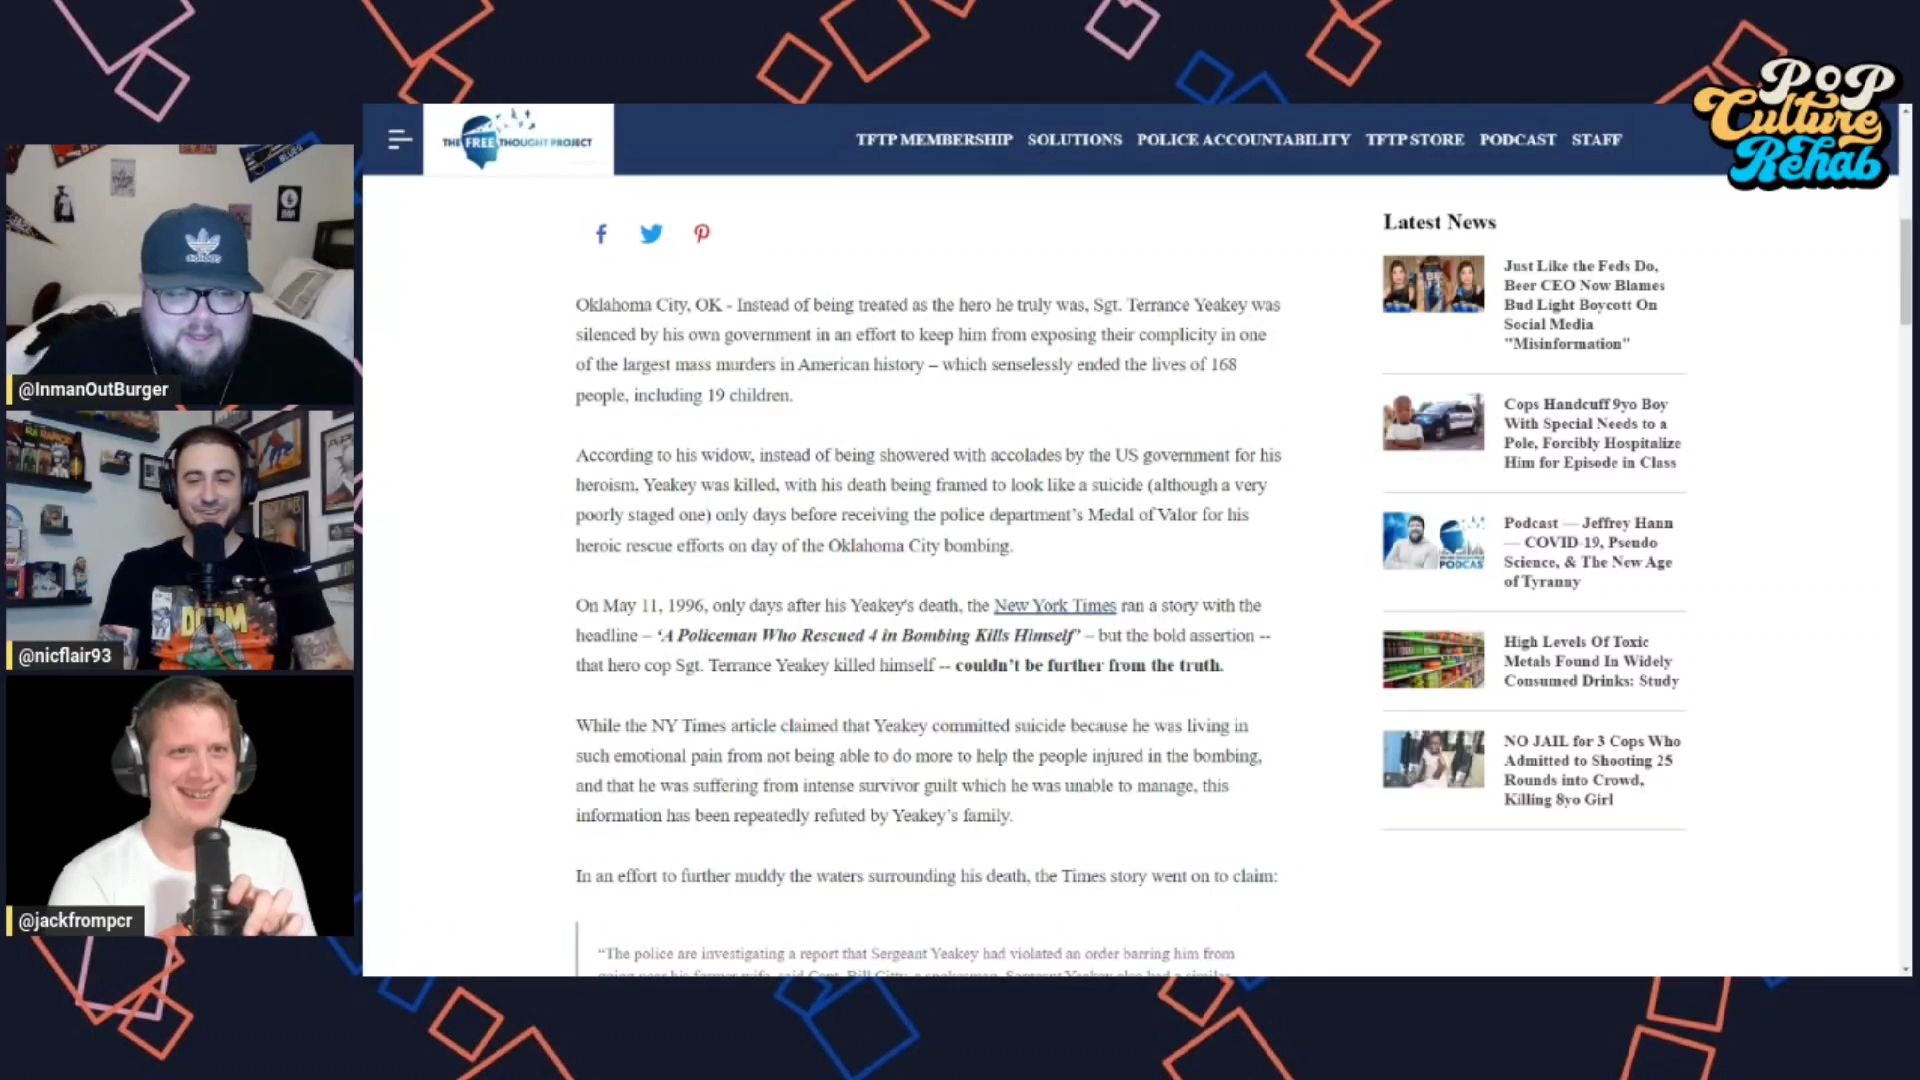 POP
Culture
Rehab
THE FREE THOUGHT PROJECT
TFTP MEMBERSHIP SOLUTIONS POLICE ACCOUNTABILITY TFTP STORE PODCAST STAFF
adidas
@InmanOutBurger
DOOM
@nicflair93
@jackfrompcr
Oklahoma City, OK - Instead of being treated as the hero he truly was, Sgt. Terrance Yeakey was
silenced by his own government in an effort to keep him from exposing their complicity in one
of the largest mass murders in American history – which senselessly ended the lives of 168
people, including 19 children.
According to his widow, instead of being showered with accolades by the US government for his
heroism, Yeakey was killed, with his death being framed to look like a suicide (although a very
poorly staged one) only days before receiving the police department's Medal of Valor for his
heroic rescue efforts on day of the Oklahoma City bombing.
On May 11, 1996, only days after his Yeakey's death, the New York Times ran a story with the
headline – 'A Policeman Who Rescued 4 in Bombing Kills Himself' – but the bold assertion --
that hero cop Sgt. Terrance Yeakey killed himself -- couldn't be further from the truth.
While the NY Times article claimed that Yeakey committed suicide because he was living in
such emotional pain from not being able to do more to help the people injured in the bombing,
and that he was suffering from intense survivor guilt which he was unable to manage, this
information has been repeatedly refuted by Yeakey's family.
In an effort to further muddy the waters surrounding his death, the Times story went on to claim:
"The police are investigating a report that Sergeant Yeakey had violated an order barring him from
Latest News
Just Like the Feds Do,
Beer CEO Now Blames
Bud Light Boycott On
Social Media
"Misinformation"
Cops Handcuff 9yo Boy
With Special Needs to a
Pole, Forcibly Hospitalize
Him for Episode in Class
PODCAST
Podcast — Jeffrey Hann
— COVID-19, Pseudo
Science, & The New Age
of Tyranny
High Levels Of Toxic
Metals Found In Widely
Consumed Drinks: Study
NO JAIL for 3 Cops Who
Admitted to Shooting 25
Rounds into Crowd,
Killing 8yo Girl